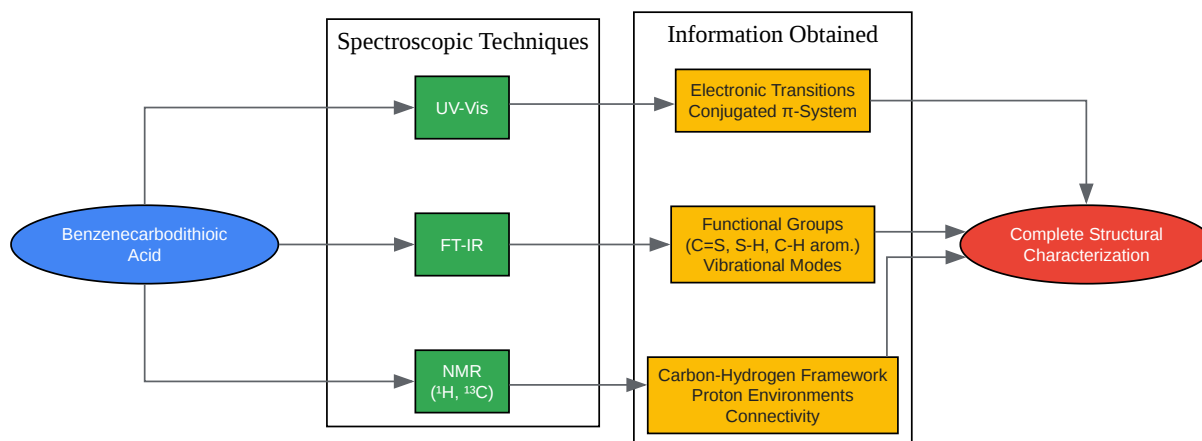 Spectroscopic Techniques
Information Obtained
UV-Vis
Electronic Transitions
Conjugated π-System
Benzenecarbodithioic
Acid
FT-IR
Functional Groups
(C=S, S-H, C-H arom.)
Vibrational Modes
Complete Structural
Characterization
NMR
(¹H, ¹³C)
Carbon-Hydrogen Framework
Proton Environments
Connectivity